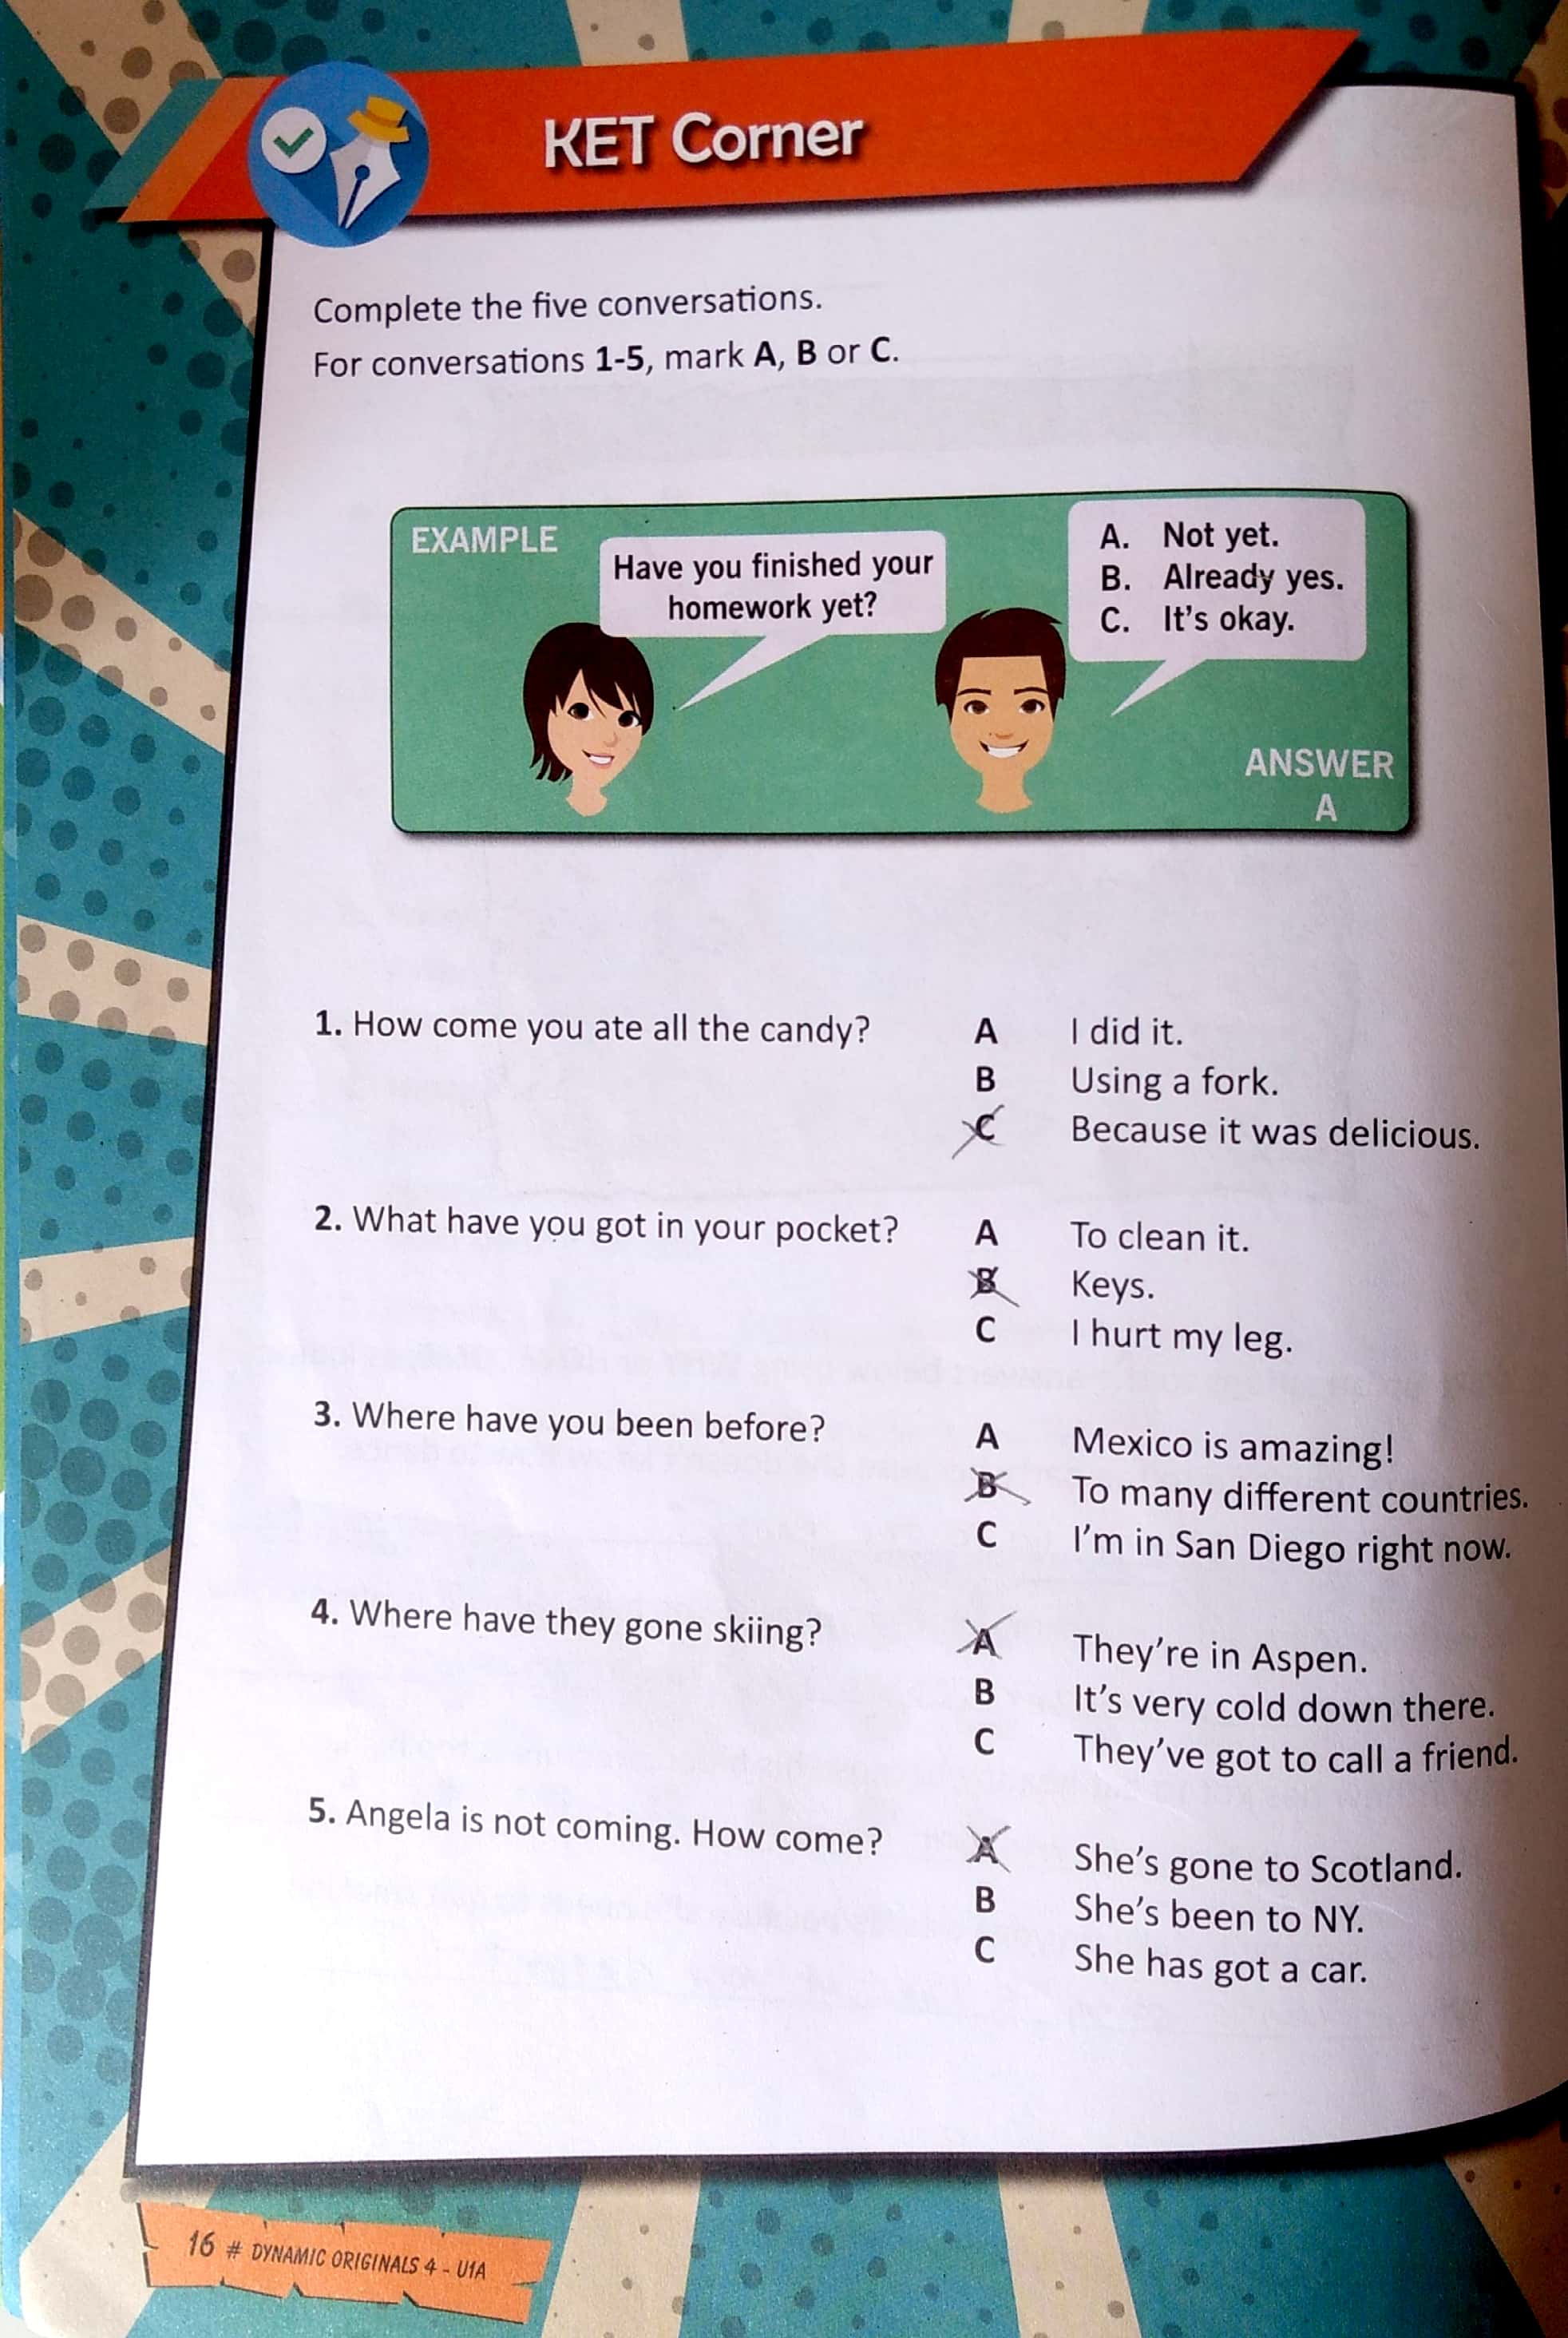 KET Corner
Complete the five conversations.
For conversations 1-5, mark A, B or C.
EXAMPLE
Have you finished your
homework yet?
A. Not yet.
B. Already yes.
C. It's okay.
ANSWER
A
1. How come you ate all the candy?
A I did it.
B Using a fork.
C Because it was delicious.
2. What have you got in your pocket?
A To clean it.
B Keys.
C I hurt my leg.
3. Where have you been before?
A Mexico is amazing!
B To many different countries.
C I'm in San Diego right now.
4. Where have they gone skiing?
A They're in Aspen.
B It's very cold down there.
C They've got to call a friend.
5. Angela is not coming. How come?
A She's gone to Scotland.
B She's been to NY.
C She has got a car.
16 # DYNAMIC ORIGINALS 4 - U1A